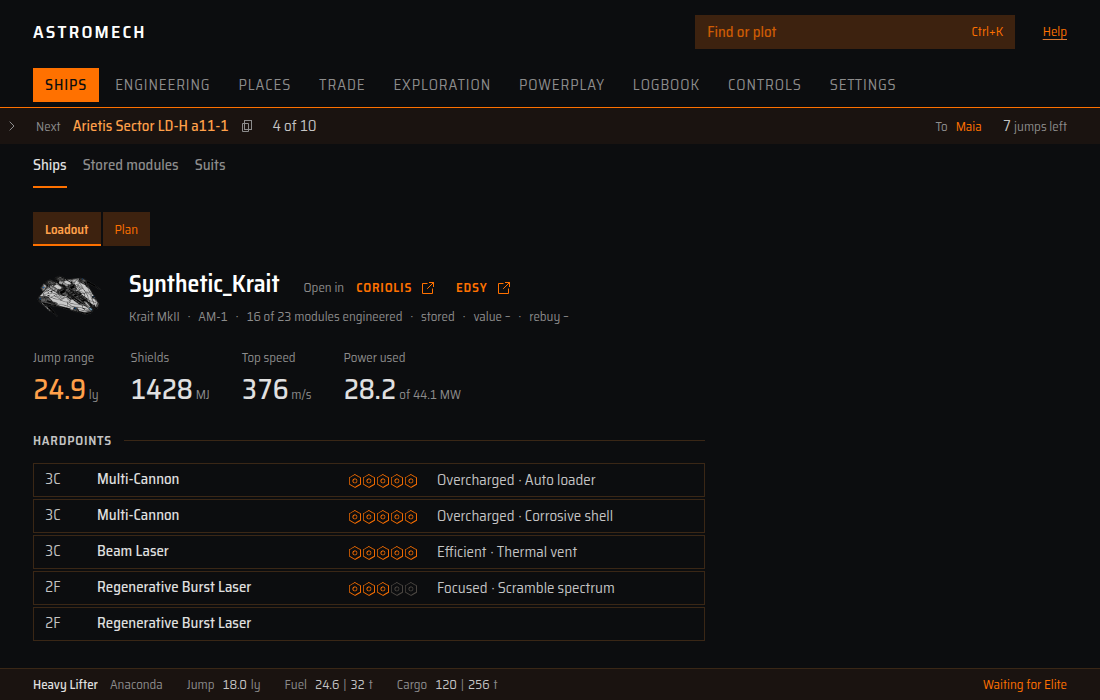 ASTROMECH Find or plot Ctrl+K Help
SHIPS ENGINEERING PLACES TRADE EXPLORATION POWERPLAY LOGBOOK CONTROLS SETTINGS
Next Arietis Sector LD-H a11-1 4 of 10 To Maia 7 jumps left
Ships Stored modules Suits
Loadout Plan
Synthetic_Krait Open in CORIOLIS EDSY
Krait MkII · AM-1 · 16 of 23 modules engineered · stored · value – · rebuy –
Jump range Shields Top speed Power used
24.9 ly 1428 MJ 376 m/s 28.2 of 44.1 MW
HARDPOINTS
3C Multi-Cannon Overcharged · Auto loader
3C Multi-Cannon Overcharged · Corrosive shell
3C Beam Laser Efficient · Thermal vent
2F Regenerative Burst Laser Focused · Scramble spectrum
2F Regenerative Burst Laser
Heavy Lifter Anaconda Jump 18.0 ly Fuel 24.6 | 32 t Cargo 120 | 256 t Waiting for Elite